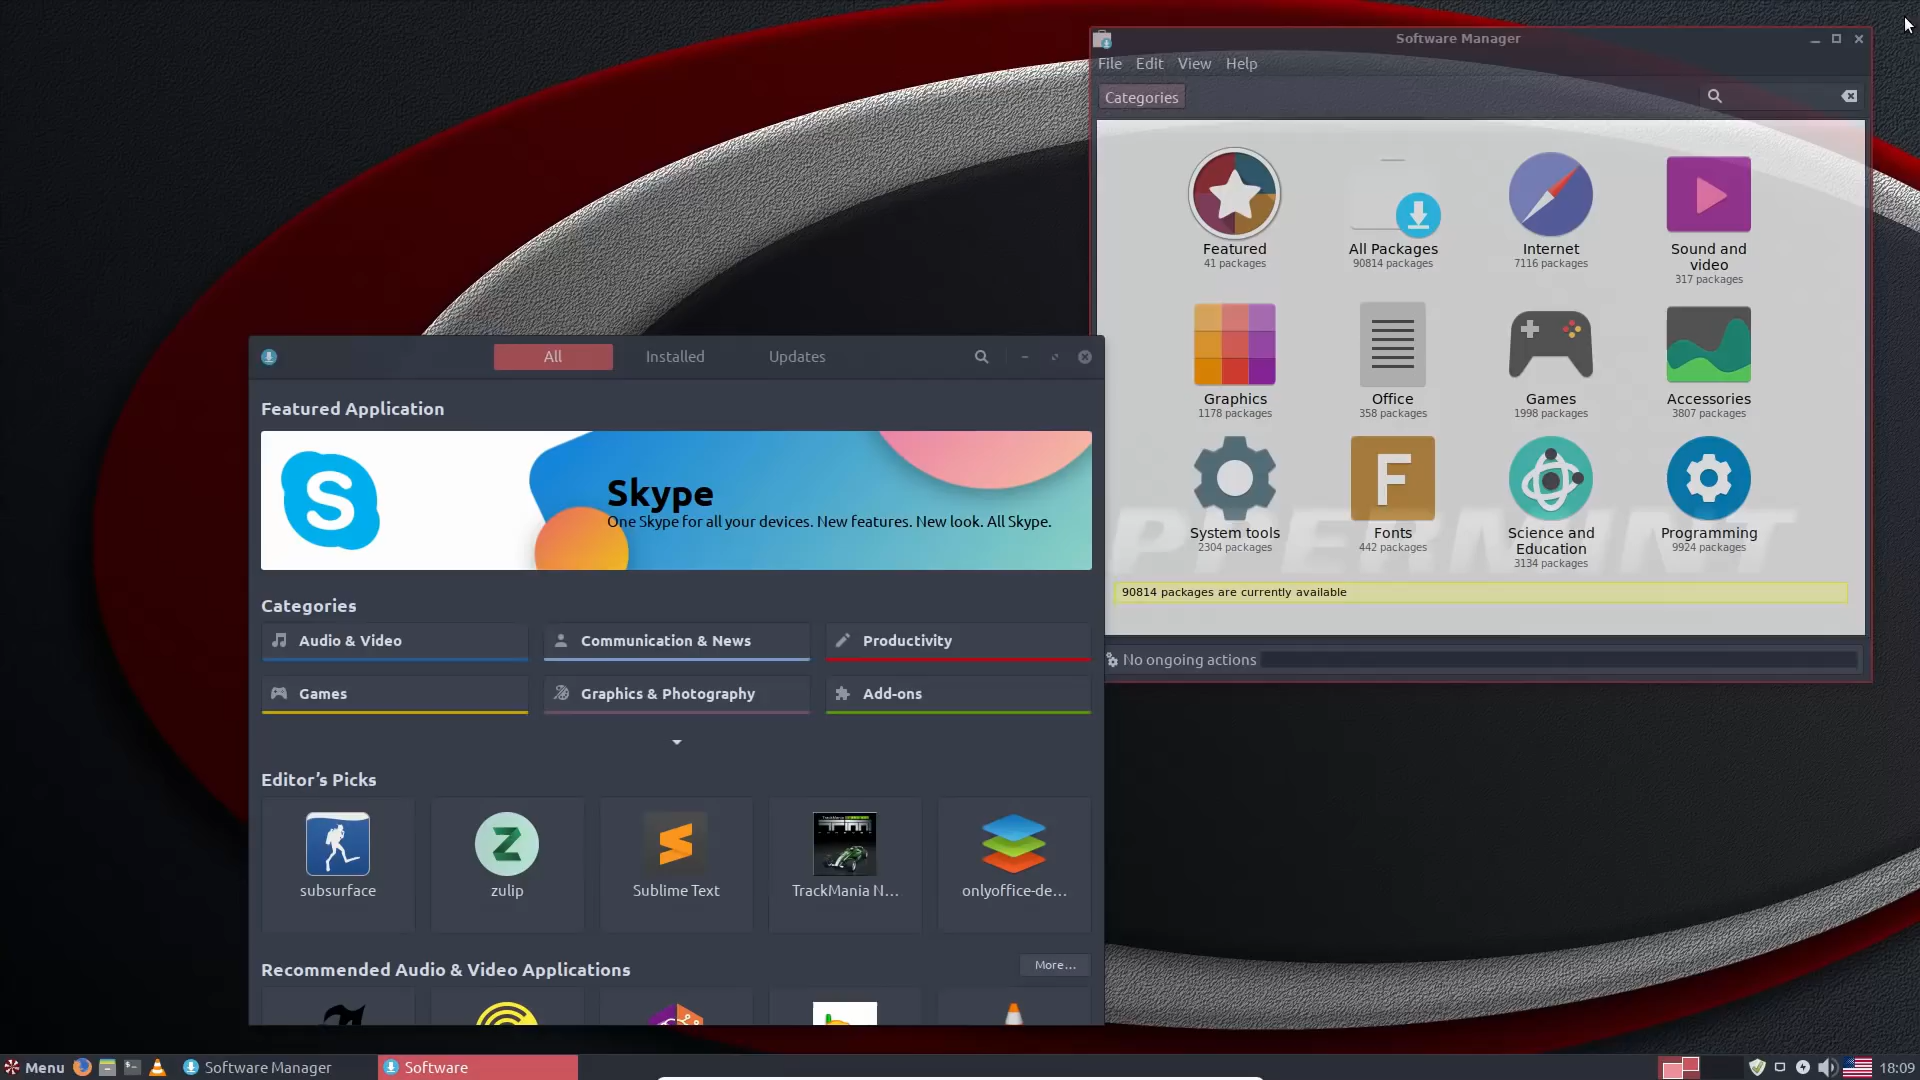 Software Manager
File Edit View Help
Categories
Featured
41 packages
All Packages
90814 packages
Internet
7116 packages
Sound and
video
317 packages
Graphics
1178 packages
Office
358 packages
Games
1998 packages
Accessories
3807 packages
System tools
2304 packages
F
Fonts
442 packages
Science and
Education
3134 packages
Programming
9924 packages
PPERMINT
90814 packages are currently available
No ongoing actions
All Installed Updates
Featured Application
S
Skype
One Skype for all your devices. New features. New look. All Skype.
Categories
Audio & Video
Communication & News
Productivity
Games
Graphics & Photography
Add-ons
Editor’s Picks
subsurface
Z
zulip
Sublime Text
TrackMania N…
onlyoffice-de…
Recommended Audio & Video Applications
More…
Menu Software Manager Software 18:09